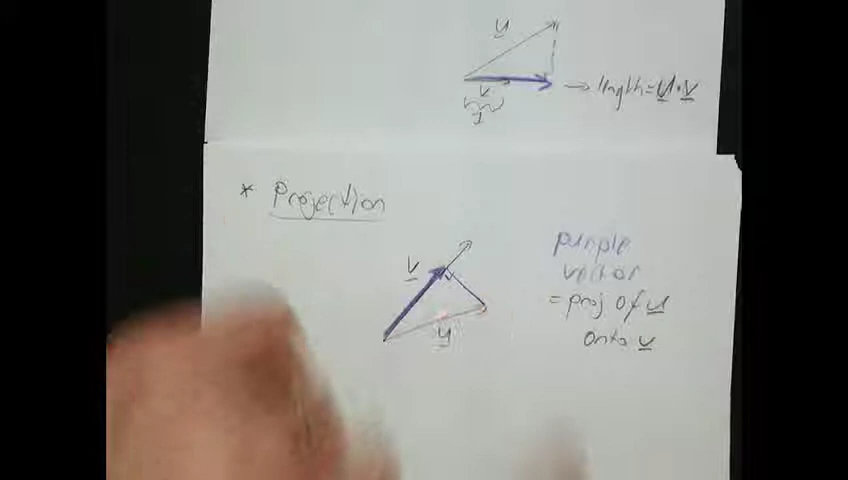 u
v
1
→ length = u·v
* Projection
v
u
purple
vector
= proj of u
onto v